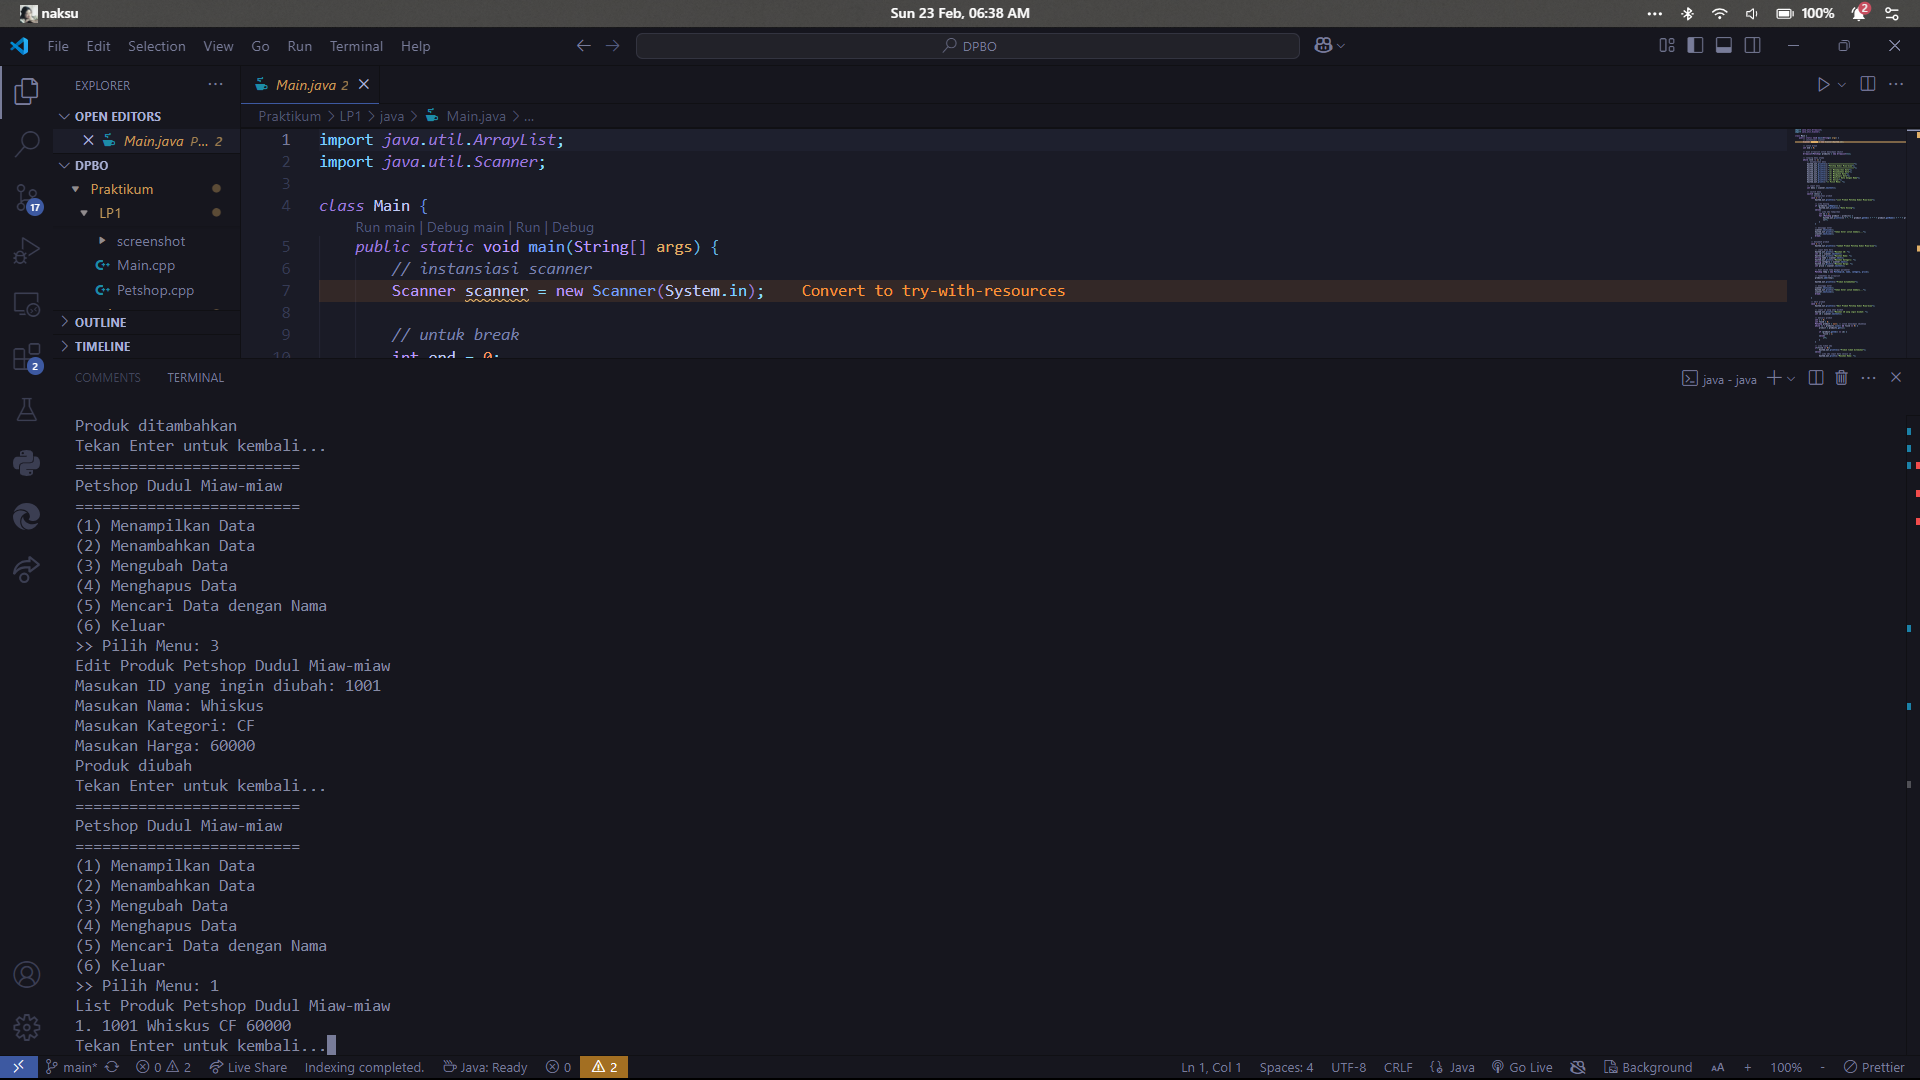 naksu
Sun 23 Feb, 06:38 AM
100%
2
File Edit Selection View Go Run Terminal Help
DPBO
EXPLORER
Main.java 2
OPEN EDITORS
Main.java P... 2
DPBO
Praktikum
LP1
screenshot
Main.cpp
Petshop.cpp
OUTLINE
TIMELINE
17
2
Praktikum > LP1 > java > Main.java > ...
1 import java.util.ArrayList;
2 import java.util.Scanner;
3
4 class Main {
Run main | Debug main | Run | Debug
5 public static void main(String[] args) {
6 // instansiasi scanner
7 Scanner scanner = new Scanner(System.in); Convert to try-with-resources
8
9 // untuk break
10 int end = 0;
COMMENTS TERMINAL
java - java
Produk ditambahkan
Tekan Enter untuk kembali...
=========================
Petshop Dudul Miaw-miaw
=========================
(1) Menampilkan Data
(2) Menambahkan Data
(3) Mengubah Data
(4) Menghapus Data
(5) Mencari Data dengan Nama
(6) Keluar
>> Pilih Menu: 3
Edit Produk Petshop Dudul Miaw-miaw
Masukan ID yang ingin diubah: 1001
Masukan Nama: Whiskus
Masukan Kategori: CF
Masukan Harga: 60000
Produk diubah
Tekan Enter untuk kembali...
=========================
Petshop Dudul Miaw-miaw
=========================
(1) Menampilkan Data
(2) Menambahkan Data
(3) Mengubah Data
(4) Menghapus Data
(5) Mencari Data dengan Nama
(6) Keluar
>> Pilih Menu: 1
List Produk Petshop Dudul Miaw-miaw
1. 1001 Whiskus CF 60000
Tekan Enter untuk kembali...
main* 0 2 Live Share Indexing completed. Java: Ready 0 2 Ln 1, Col 1 Spaces: 4 UTF-8 CRLF {} Java Go Live Background AA + 100% - Prettier